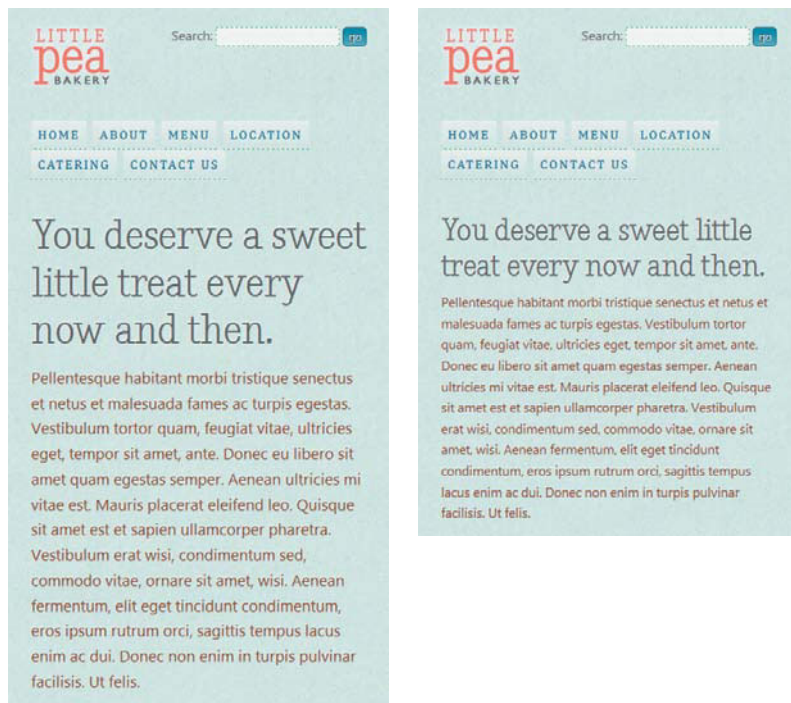 LITTLE
pea
BAKERY
Search:
go
HOME ABOUT MENU LOCATION
CATERING CONTACT US
You deserve a sweet
little treat every
now and then.
Pellentesque habitant morbi tristique senectus
et netus et malesuada fames ac turpis egestas.
Vestibulum tortor quam, feugiat vitae, ultricies
eget, tempor sit amet, ante. Donec eu libero sit
amet quam egestas semper. Aenean ultricies mi
vitae est. Mauris placerat eleifend leo. Quisque
sit amet est et sapien ullamcorper pharetra.
Vestibulum erat wisi, condimentum sed,
commodo vitae, ornare sit amet, wisi. Aenean
fermentum, elit eget tincidunt condimentum,
eros ipsum rutrum orci, sagittis tempus lacus
enim ac dui. Donec non enim in turpis pulvinar
facilisis. Ut felis.
LITTLE
pea
BAKERY
Search:
go
HOME ABOUT MENU LOCATION
CATERING CONTACT US
You deserve a sweet little
treat every now and then.
Pellentesque habitant morbi tristique senectus et netus et
malesuada fames ac turpis egestas. Vestibulum tortor
quam, feugiat vitae, ultricies eget, tempor sit amet, ante.
Donec eu libero sit amet quam egestas semper. Aenean
ultricies mi vitae est. Mauris placerat eleifend leo. Quisque
sit amet est et sapien ullamcorper pharetra. Vestibulum
erat wisi, condimentum sed, commodo vitae, ornare sit
amet, wisi. Aenean fermentum, elit eget tincidunt
condimentum, eros ipsum rutrum orci, sagittis tempus
lacus enim ac dui. Donec non enim in turpis pulvinar
facilisis. Ut felis.